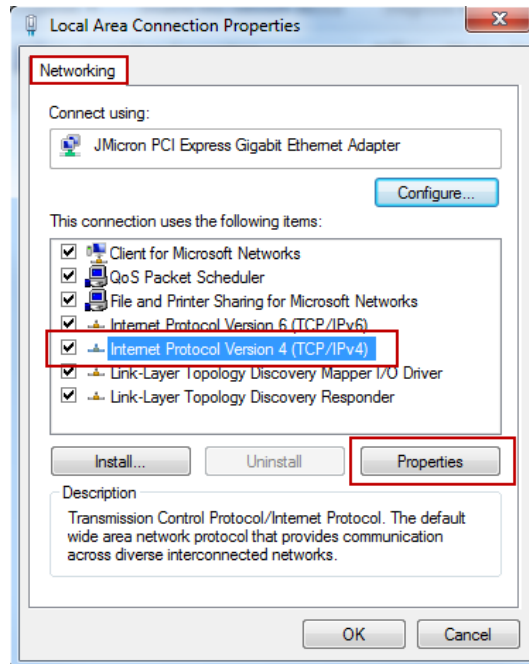 Local Area Connection Properties
Networking
Connect using:
JMicron PCI Express Gigabit Ethernet Adapter
Configure...
This connection uses the following items:
Client for Microsoft Networks
QoS Packet Scheduler
File and Printer Sharing for Microsoft Networks
Internet Protocol Version 6 (TCP/IPv6)
Internet Protocol Version 4 (TCP/IPv4)
Link-Layer Topology Discovery Mapper I/O Driver
Link-Layer Topology Discovery Responder
Install... Uninstall Properties
Description
Transmission Control Protocol/Internet Protocol. The default
wide area network protocol that provides communication
across diverse interconnected networks.
OK Cancel